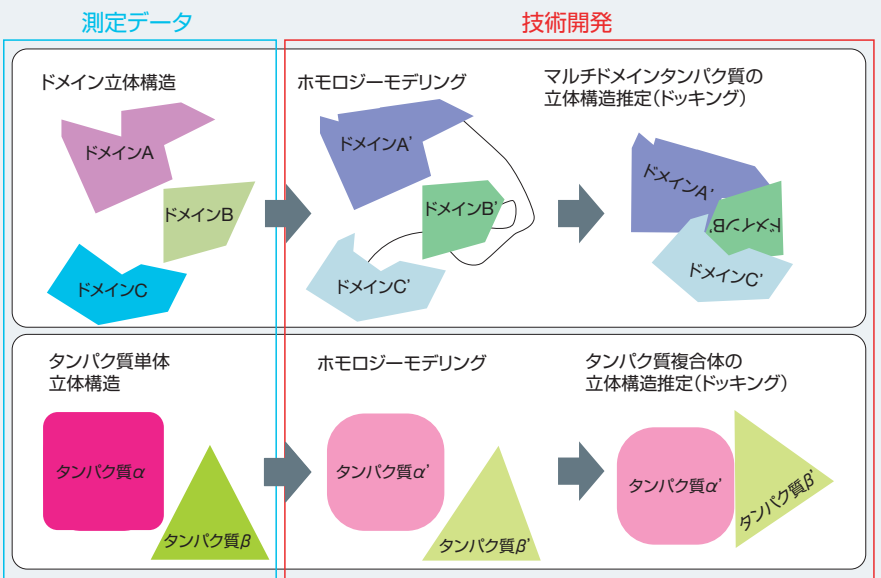 測定データ
技術開発
ドメイン立体構造
ホモロジーモデリング
マルチドメインタンパク質の
立体構造推定(ドッキング)
ドメインA
ドメインB
ドメインC
ドメインA’
ドメインB’
ドメインC’
ドメインA’
ドメインB’
ドメインC’
タンパク質単体
立体構造
ホモロジーモデリング
タンパク質複合体の
立体構造推定(ドッキング)
タンパク質α
タンパク質β
タンパク質α’
タンパク質β’
タンパク質α’
タンパク質β’